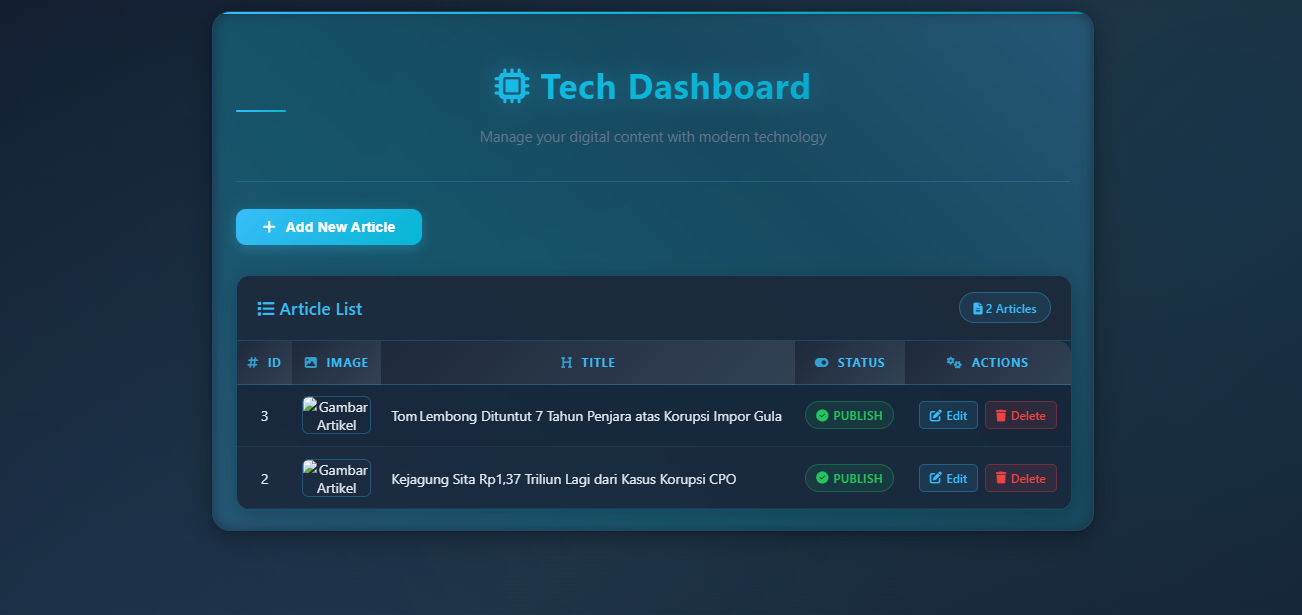 Tech Dashboard
Manage your digital content with modern technology
Add New Article
Article List
2 Articles
ID IMAGE TITLE STATUS ACTIONS
3 Gambar Artikel Tom Lembong Dituntut 7 Tahun Penjara atas Korupsi Impor Gula PUBLISH Edit Delete
2 Gambar Artikel Kejagung Sita Rp1,37 Triliun Lagi dari Kasus Korupsi CPO PUBLISH Edit Delete